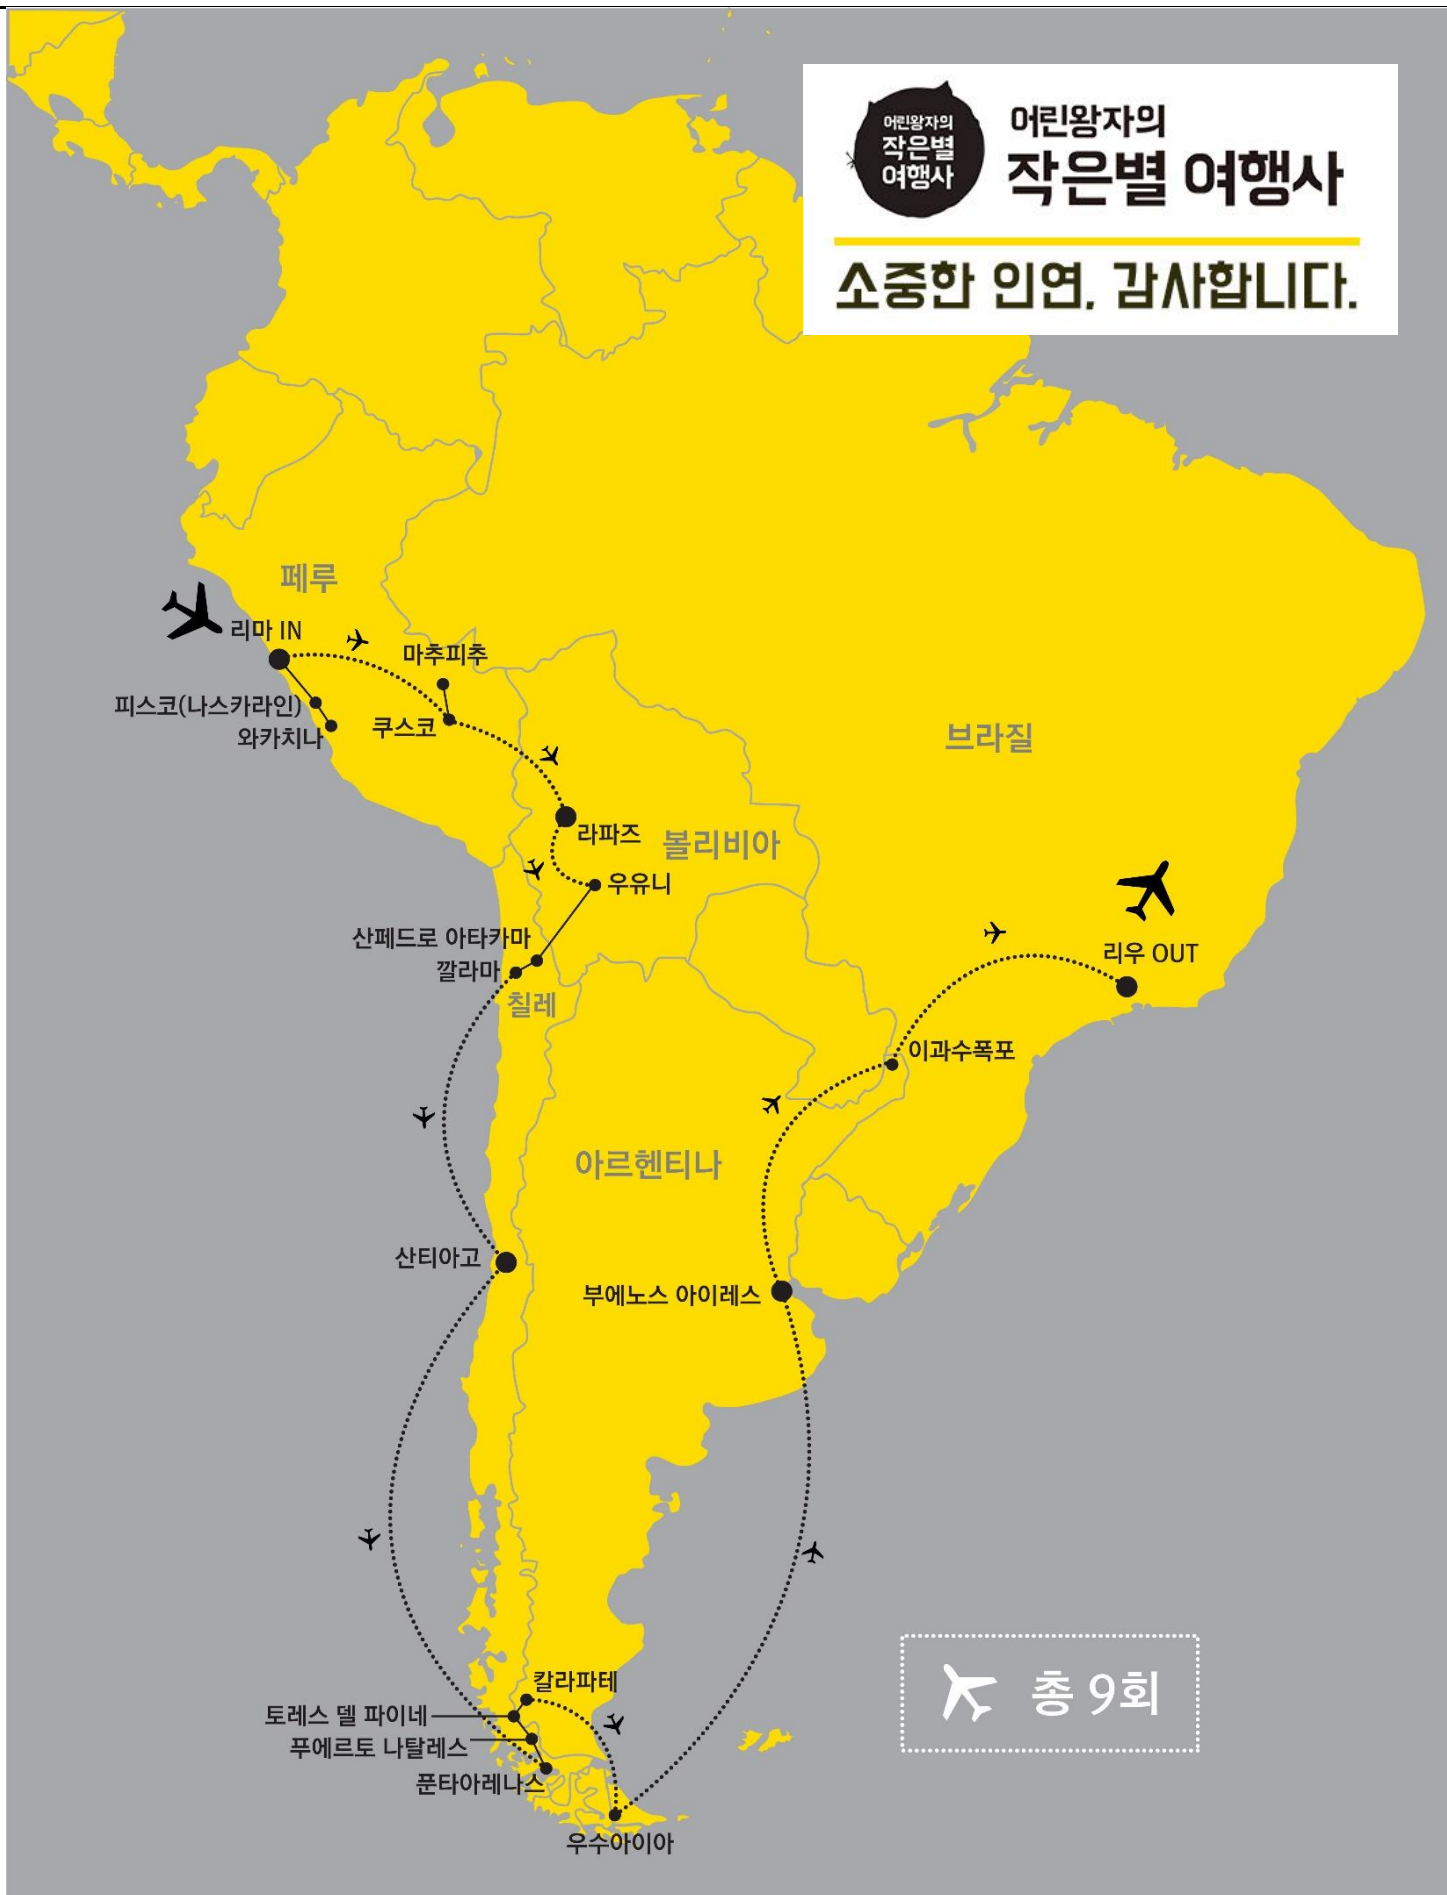 어린왕자의
작은별
여행사
어린왕자의
작은별 여행사
소중한 인연, 감사합니다.
페루
리마 IN
마추피추
피스코(나스카라인)
와카치나
쿠스코
브라질
라파즈
볼리비아
우유니
산페드로 아타카마
깔라마
칠레
리우 OUT
이과수폭포
아르헨티나
산티아고
부에노스 아이레스
칼라파테
토레스 델 파이네
푸에르토 나탈레스
푼타아레나스
우수아이아
총 9회